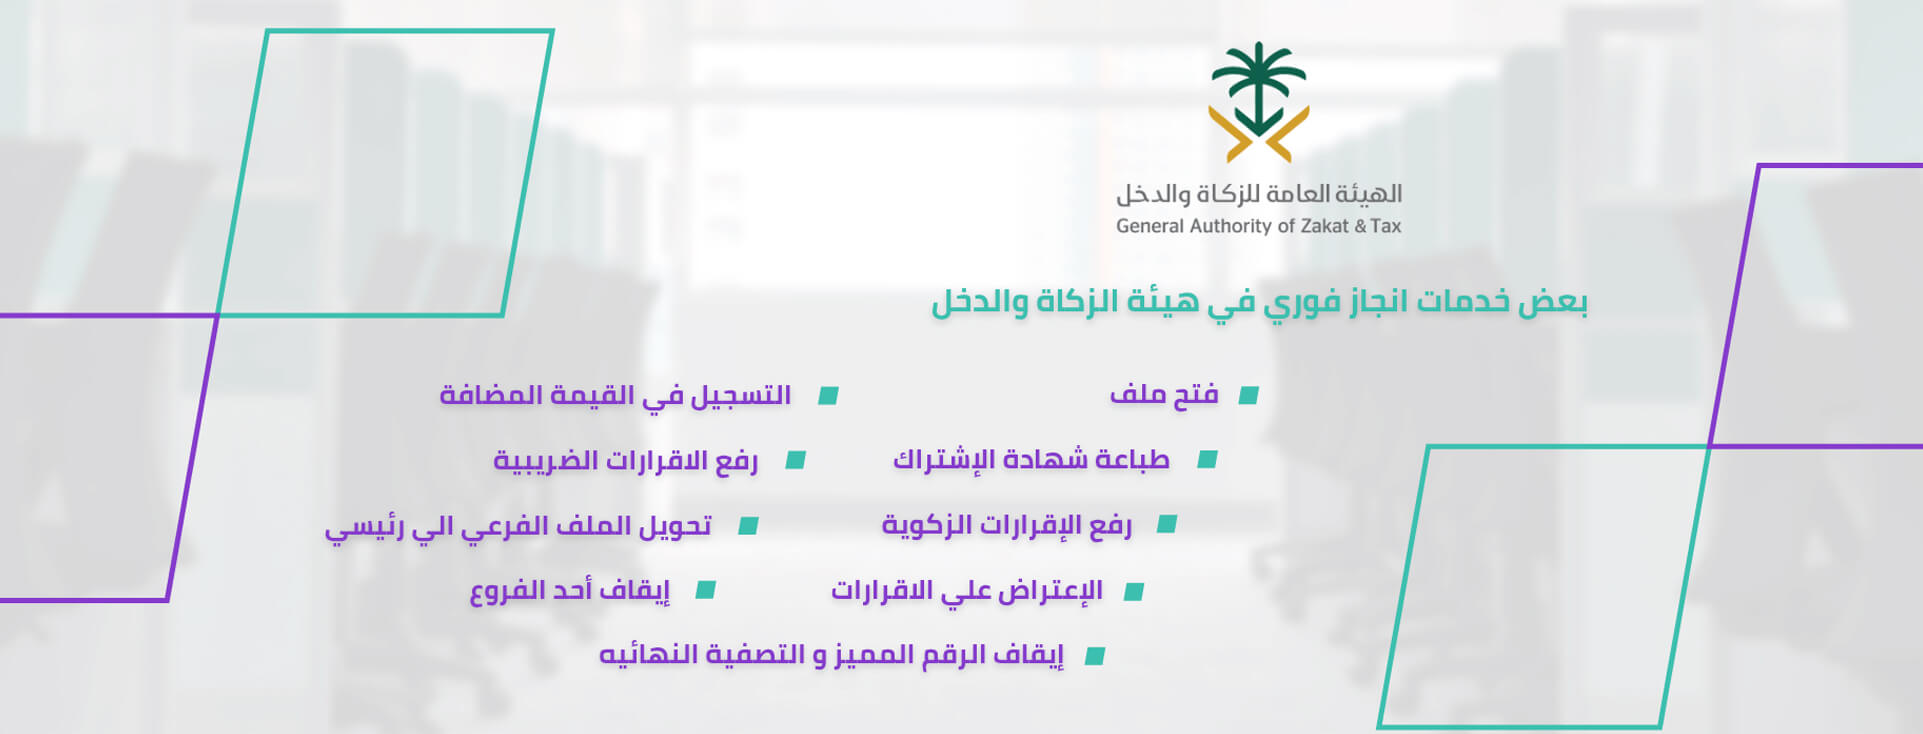 الهيئة العامة للزكاة والدخل
General Authority of Zakat & Tax
بعض خدمات انجاز فوري في هيئة الزكاة والدخل
فتح ملف
التسجيل في القيمة المضافة
طباعة شهادة الإشتراك
رفع الاقرارات الضريبية
رفع الإقرارات الزكوية
تحويل الملف الفرعي الي رئيسي
الإعتراض علي الاقرارات
إيقاف أحد الفروع
إيقاف الرقم المميز و التصفية النهائيه